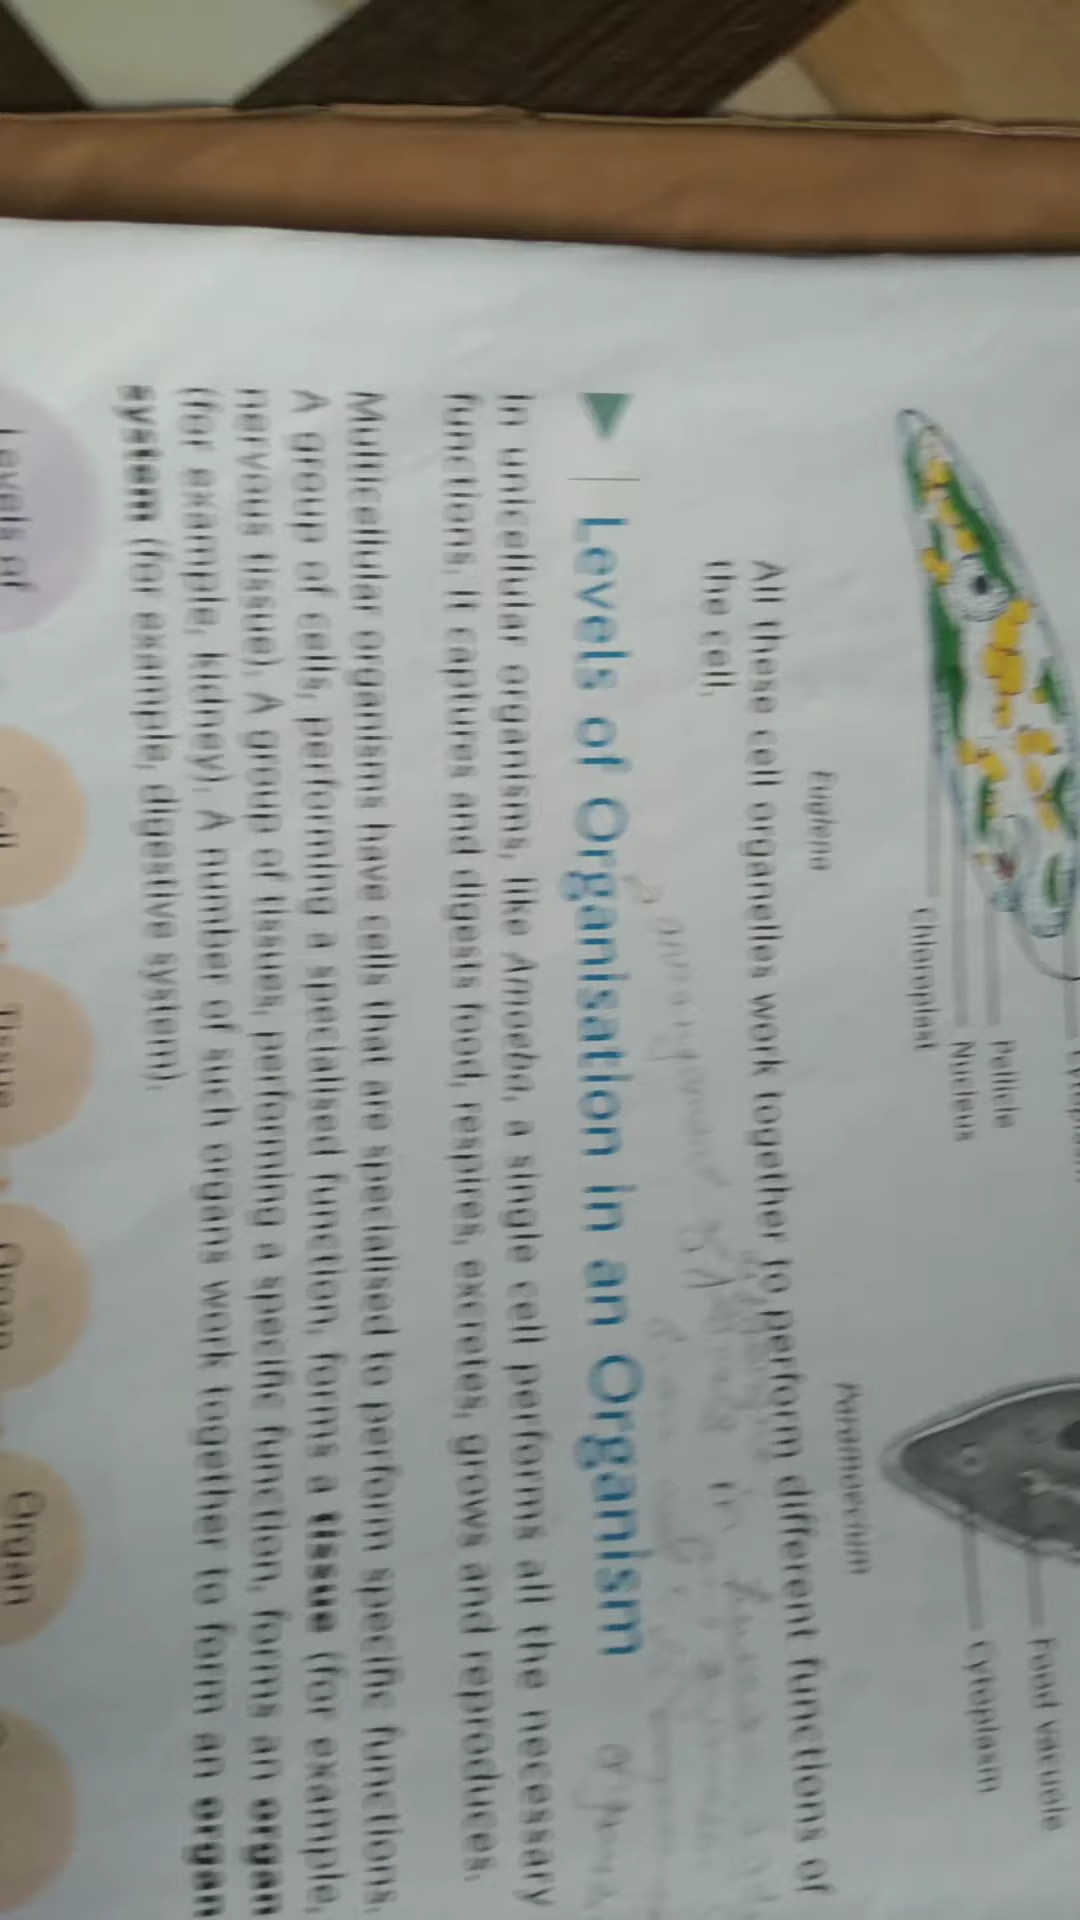 Cytoplasm
Pellicle
Nucleus
Chloroplast
Euglena
Food vacuole
Cytoplasm
Paramoecium
All these cell organelles work together to perform different functions of
the cell.
Levels of Organisation in an Organism
In unicellular organisms, like Amoeba, a single cell performs all the necessary
functions. It captures and digests food, respires, excretes, grows and reproduces.
Multicellular organisms have cells that are specialised to perform specific functions.
A group of cells, performing a specialised function, forms a tissue (for example,
nervous tissue). A group of tissues, performing a specific function, forms an organ
(for example, kidney). A number of such organs work together to form an organ
system (for example, digestive system).
Levels of
Cell
Tissue
Organ
Organ